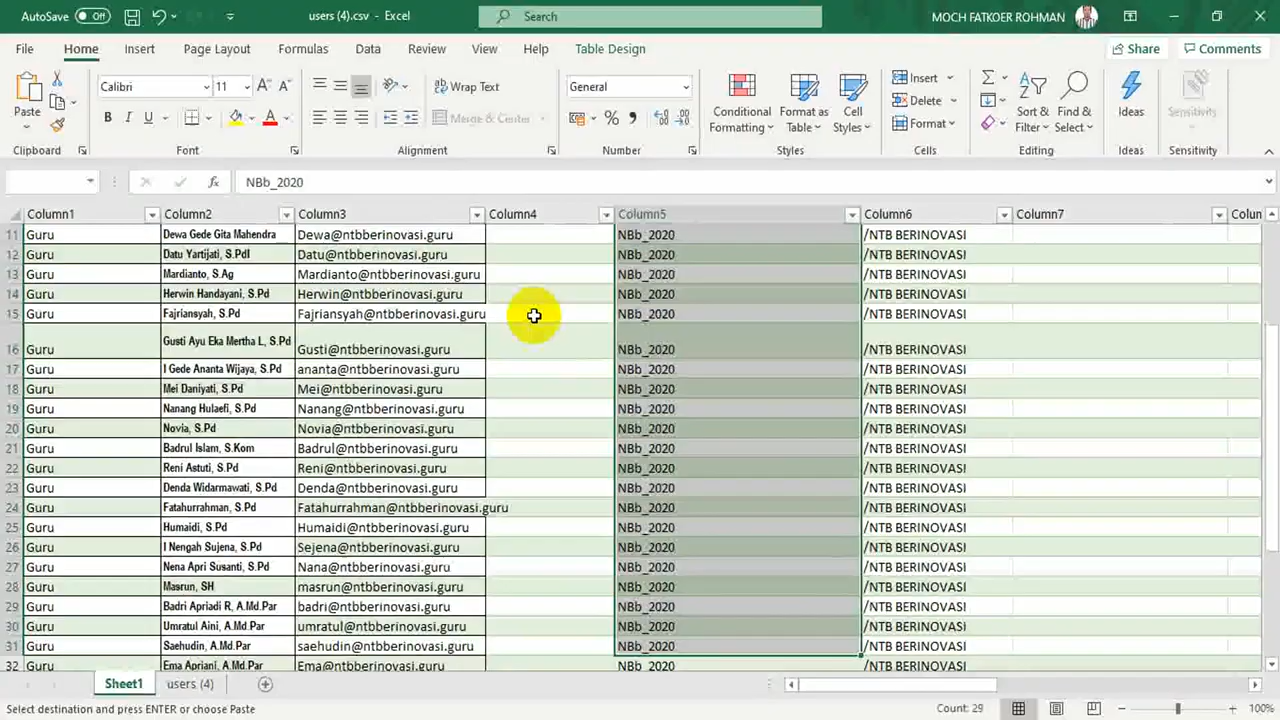 AutoSave Off users (4).csv - Excel Search MOCH FATKOER ROHMAN
File Home Insert Page Layout Formulas Data Review View Help Table Design Share Comments
Paste
Clipboard
Calibri 11
B I U
Font
Wrap Text
Merge & Center
Alignment
General
Number
Conditional Formatting
Format as Table
Cell Styles
Styles
Insert
Delete
Format
Cells
Sort & Filter
Find & Select
Editing
Ideas
Ideas
Sensitivity
Sensitivity
NBb_2020
Column1 Column2 Column3 Column4 Column5 Column6 Column7 Colun
11 Guru Dewa Gede Gita Mahendra Dewa@ntbberinovasi.guru NBb_2020 /NTB BERINOVASI
12 Guru Datu Yartijati, S.PdI Datu@ntbberinovasi.guru NBb_2020 /NTB BERINOVASI
13 Guru Mardianto, S.Ag Mardianto@ntbberinovasi.guru NBb_2020 /NTB BERINOVASI
14 Guru Herwin Handayani, S.Pd Herwin@ntbberinovasi.guru NBb_2020 /NTB BERINOVASI
15 Guru Fajriansyah, S.Pd Fajriansyah@ntbberinovasi.guru NBb_2020 /NTB BERINOVASI
16 Guru Gusti Ayu Eka Mertha L, S.Pd Gusti@ntbberinovasi.guru NBb_2020 /NTB BERINOVASI
17 Guru I Gede Ananta Wijaya, S.Pd ananta@ntbberinovasi.guru NBb_2020 /NTB BERINOVASI
18 Guru Mei Daniyati, S.Pd Mei@ntbberinovasi.guru NBb_2020 /NTB BERINOVASI
19 Guru Nanang Hulaefi, S.Pd Nanang@ntbberinovasi.guru NBb_2020 /NTB BERINOVASI
20 Guru Novia, S.Pd Novia@ntbberinovasi.guru NBb_2020 /NTB BERINOVASI
21 Guru Badrul Islam, S.Kom Badrul@ntbberinovasi.guru NBb_2020 /NTB BERINOVASI
22 Guru Reni Astuti, S.Pd Reni@ntbberinovasi.guru NBb_2020 /NTB BERINOVASI
23 Guru Denda Widarmawati, S.Pd Denda@ntbberinovasi.guru NBb_2020 /NTB BERINOVASI
24 Guru Fatahurrahman, S.Pd Fatahurrahman@ntbberinovasi.guru NBb_2020 /NTB BERINOVASI
25 Guru Humaidi, S.Pd Humaidi@ntbberinovasi.guru NBb_2020 /NTB BERINOVASI
26 Guru I Nengah Sujena, S.Pd Sejena@ntbberinovasi.guru NBb_2020 /NTB BERINOVASI
27 Guru Nena Apri Susanti, S.Pd Nana@ntbberinovasi.guru NBb_2020 /NTB BERINOVASI
28 Guru Masrun, SH masrun@ntbberinovasi.guru NBb_2020 /NTB BERINOVASI
29 Guru Badri Apriadi R, A.Md.Par badri@ntbberinovasi.guru NBb_2020 /NTB BERINOVASI
30 Guru Umratul Aini, A.Md.Par umratul@ntbberinovasi.guru NBb_2020 /NTB BERINOVASI
31 Guru Saehudin, A.Md.Par saehudin@ntbberinovasi.guru NBb_2020 /NTB BERINOVASI
32 Guru Ema Apriani, A.Md.Par Ema@ntbberinovasi.guru NBb_2020 /NTB BERINOVASI
Sheet1 users (4)
Select destination and press ENTER or choose Paste Count: 29 100%